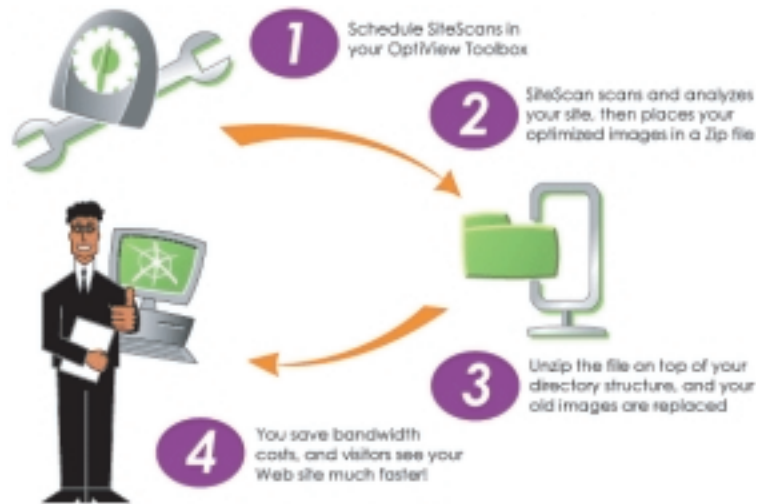 1
Schedule SiteScans in
your OptiView Toolbox
2
SiteScan scans and analyzes
your site, then places your
optimized images in a Zip file
3
Unzip the file on top of your
directory structure, and your
old images are replaced
4
You save bandwidth
costs, and visitors see your
Web site much faster!